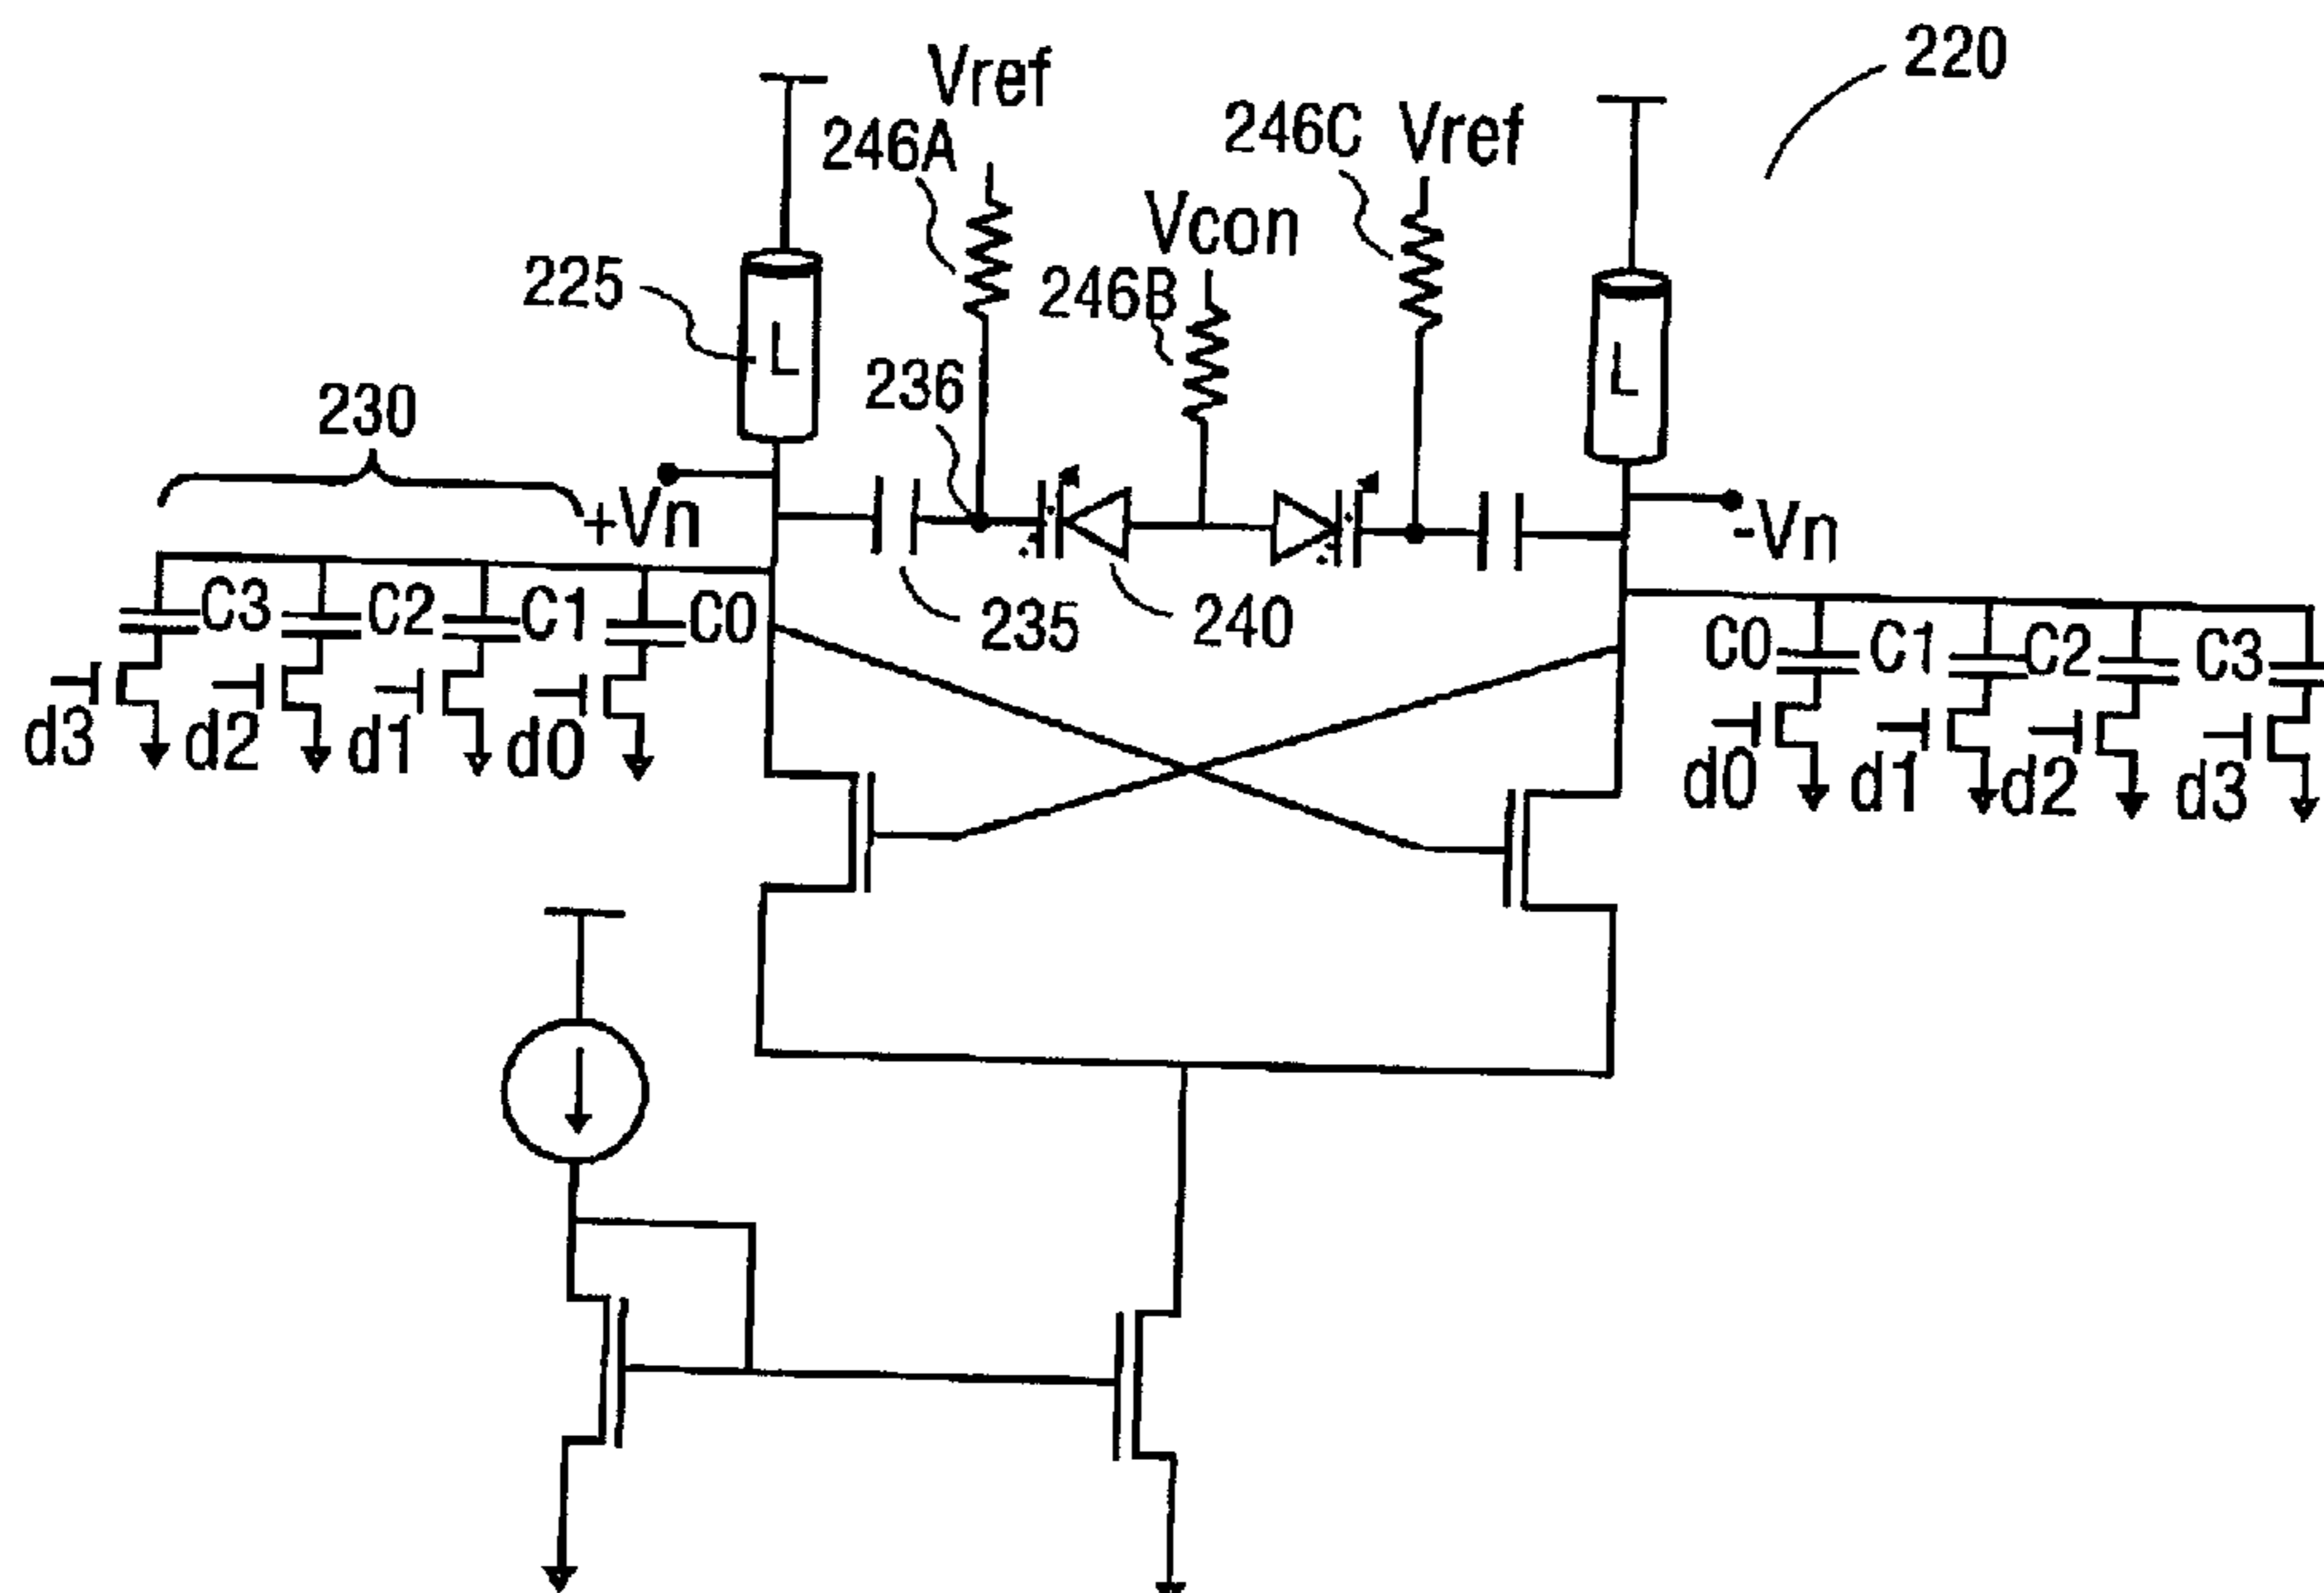 220
Vref
246A
246C Vref
Vcon
246B
225
L
L
236
230
+Vn
-Vn
C3 C2 C1 C0
235
240
C0 C1 C2 C3
d3 d2 d1 d0
d0 d1 d2 d3